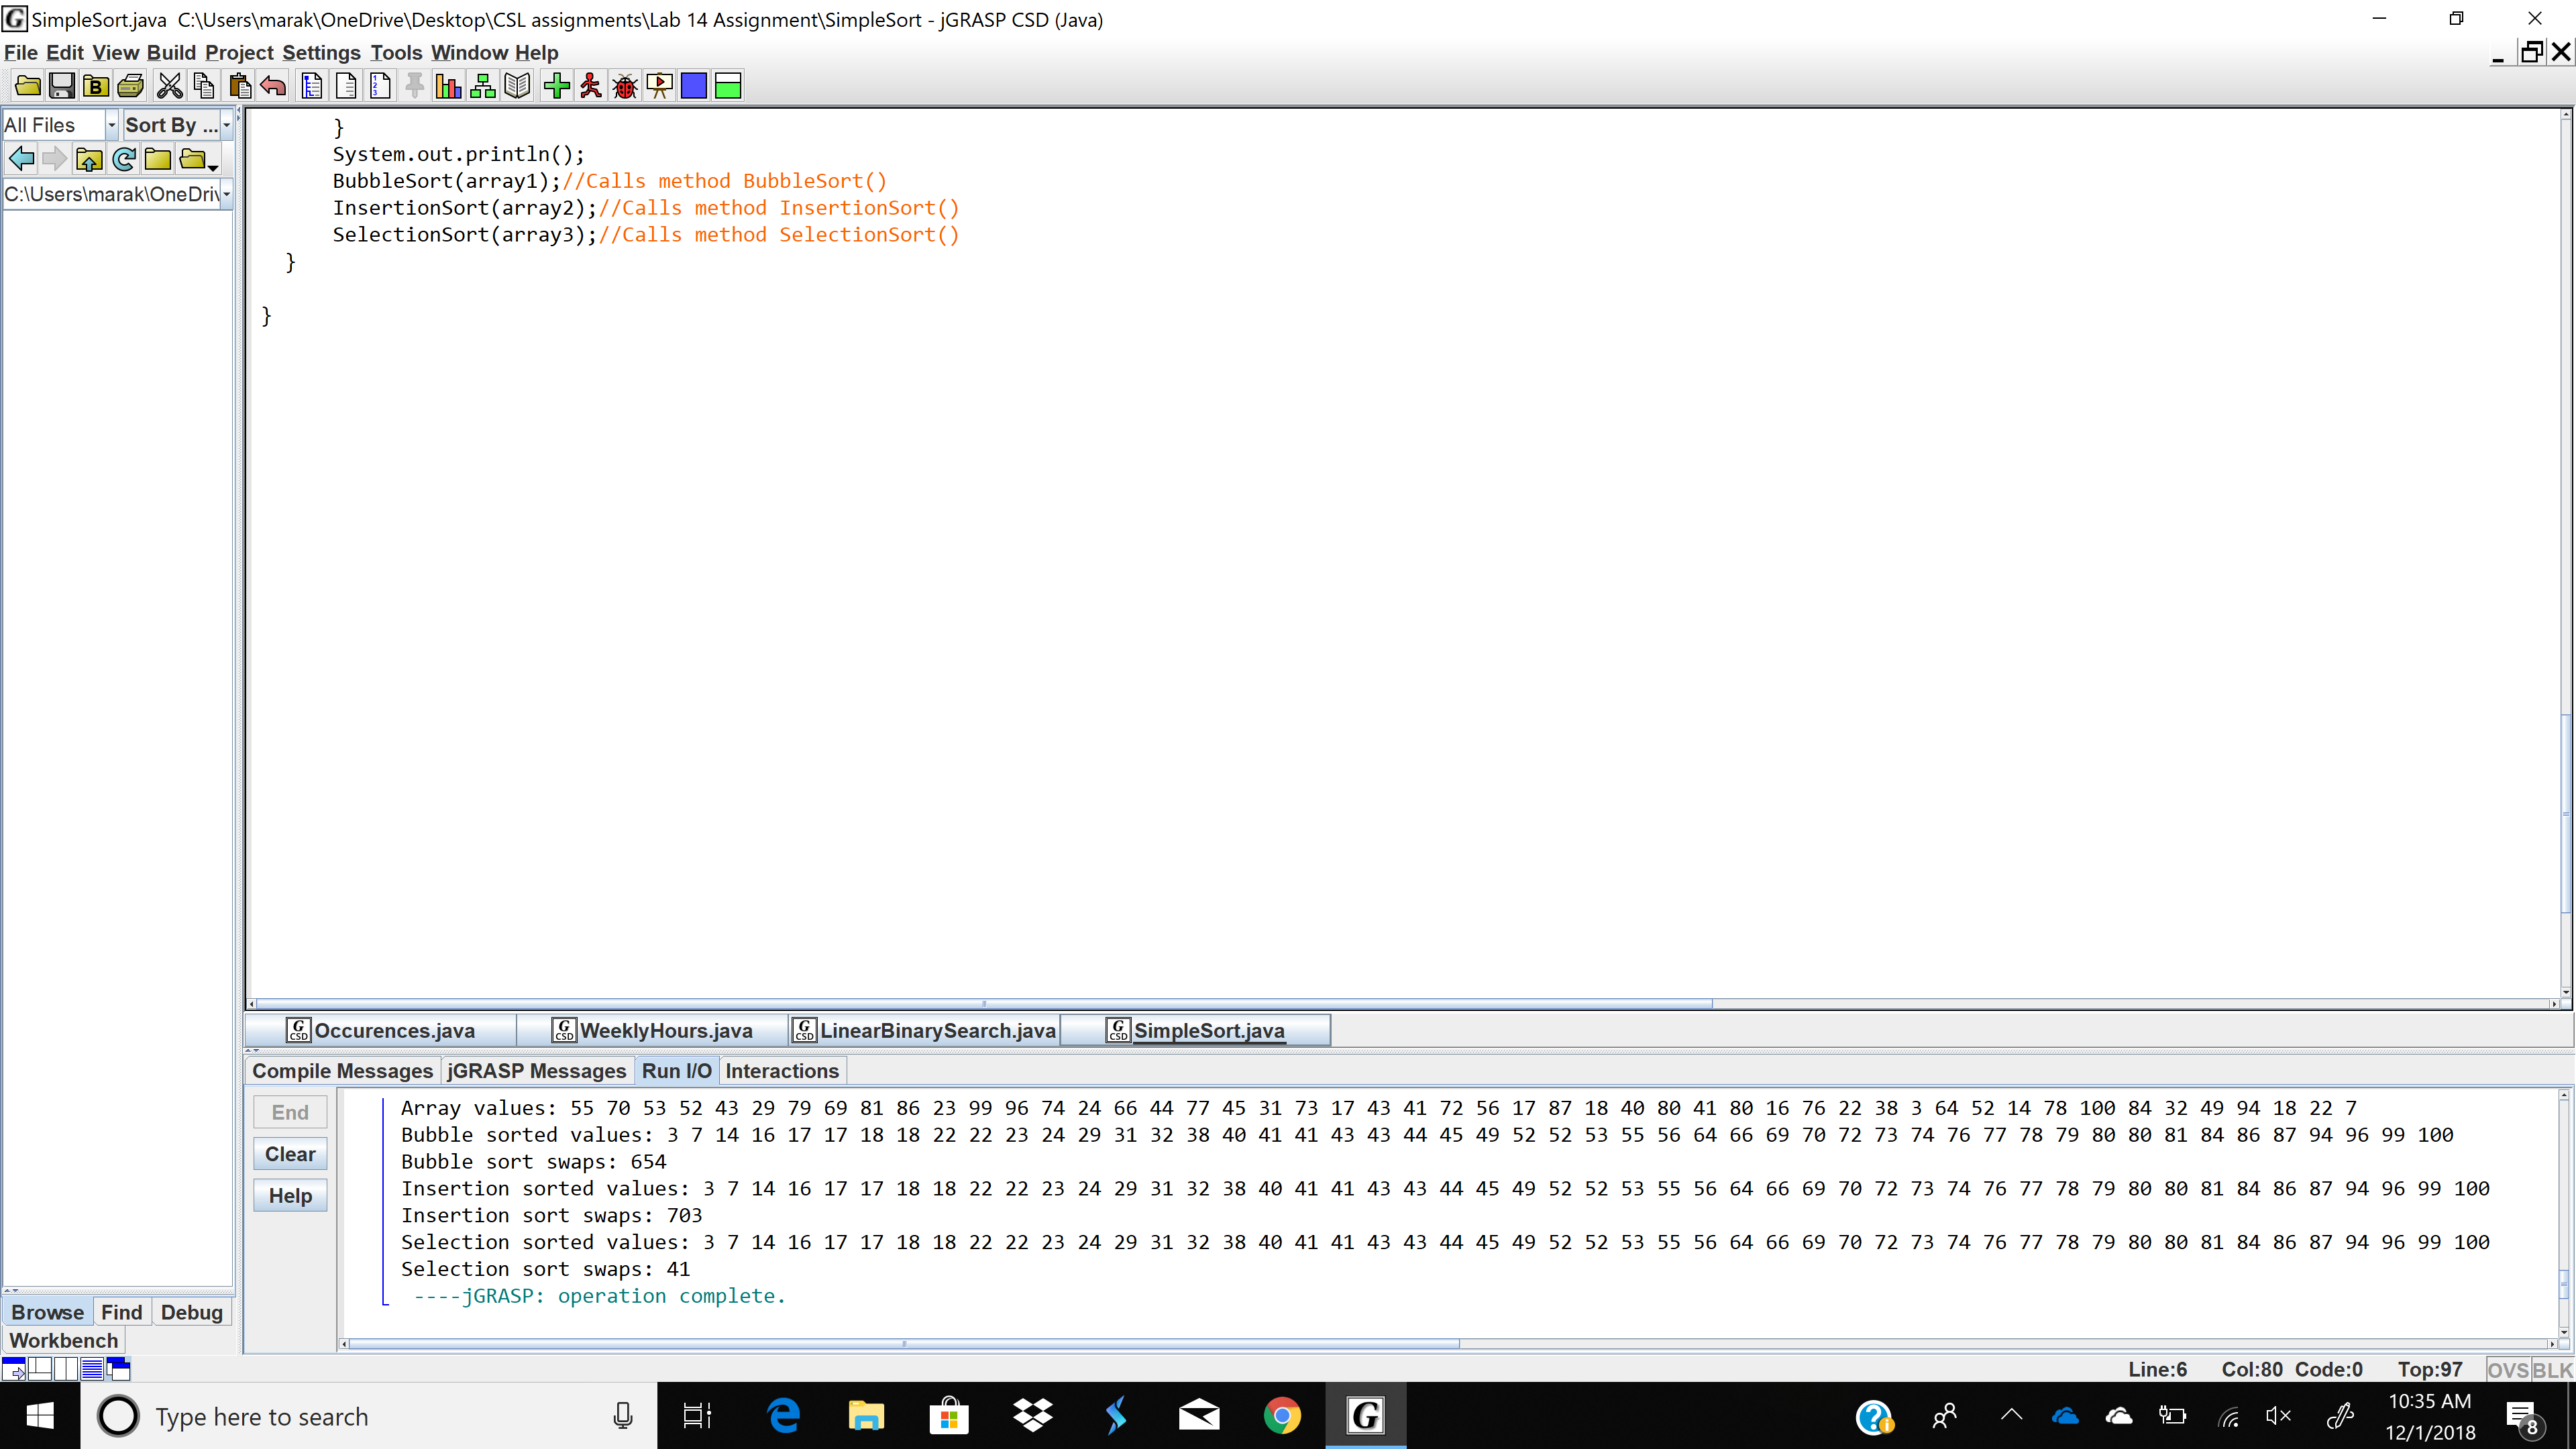 SimpleSort.java  C:\Users\marak\OneDrive\Desktop\CSL assignments\Lab 14 Assignment\SimpleSort - jGRASP CSD (Java)
File Edit View Build Project Settings Tools Window Help
All Files Sort By ...
C:\Users\marak\OneDriv
}
System.out.println();
BubbleSort(array1);//Calls method BubbleSort()
InsertionSort(array2);//Calls method InsertionSort()
SelectionSort(array3);//Calls method SelectionSort()
}
}
Occurences.java WeeklyHours.java LinearBinarySearch.java SimpleSort.java
Compile Messages jGRASP Messages Run I/O Interactions
End
Clear
Help
Array values: 55 70 53 52 43 29 79 69 81 86 23 99 96 74 24 66 44 77 45 31 73 17 43 41 72 56 17 87 18 40 80 41 80 16 76 22 38 3 64 52 14 78 100 84 32 49 94 18 22 7
Bubble sorted values: 3 7 14 16 17 17 18 18 22 22 23 24 29 31 32 38 40 41 41 43 43 44 45 49 52 52 53 55 56 64 66 69 70 72 73 74 76 77 78 79 80 80 81 84 86 87 94 96 99 100
Bubble sort swaps: 654
Insertion sorted values: 3 7 14 16 17 17 18 18 22 22 23 24 29 31 32 38 40 41 41 43 43 44 45 49 52 52 53 55 56 64 66 69 70 72 73 74 76 77 78 79 80 80 81 84 86 87 94 96 99 100
Insertion sort swaps: 703
Selection sorted values: 3 7 14 16 17 17 18 18 22 22 23 24 29 31 32 38 40 41 41 43 43 44 45 49 52 52 53 55 56 64 66 69 70 72 73 74 76 77 78 79 80 80 81 84 86 87 94 96 99 100
Selection sort swaps: 41
----jGRASP: operation complete.
Browse Find Debug
Workbench
Line:6 Col:80 Code:0 Top:97 OVS BLK
Type here to search
10:35 AM
12/1/2018
8